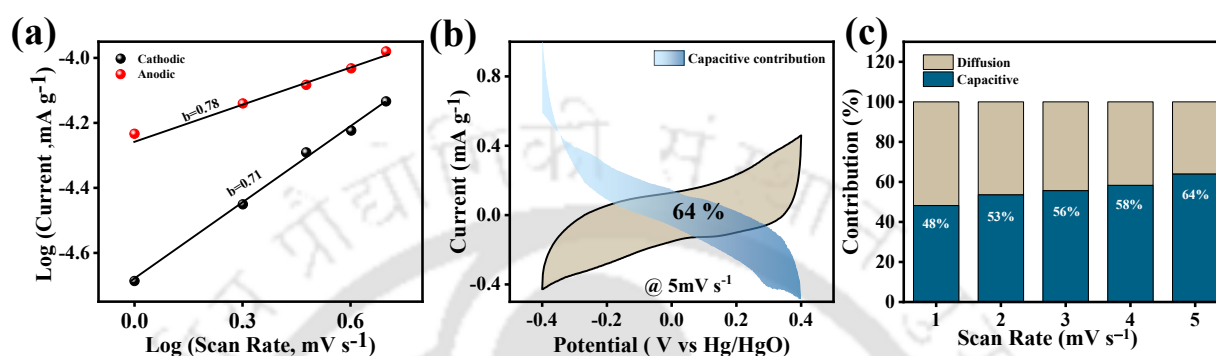 (a)
Log (Current ,mA g⁻¹)
-4.0
-4.2
-4.4
-4.6
Cathodic
Anodic
b=0.78
b=0.71
0.0 0.3 0.6
Log (Scan Rate, mV s⁻¹)
(b)
Current (mA g⁻¹)
0.8
0.4
0.0
-0.4
Capacitive contribution
64 %
@ 5mV s⁻¹
-0.4 -0.2 0.0 0.2 0.4
Potential ( V vs Hg/HgO)
(c)
Contribution (%)
120
100
80
60
40
20
0
Diffusion
Capacitive
48% 53% 56% 58% 64%
1 2 3 4 5
Scan Rate (mV s⁻¹)